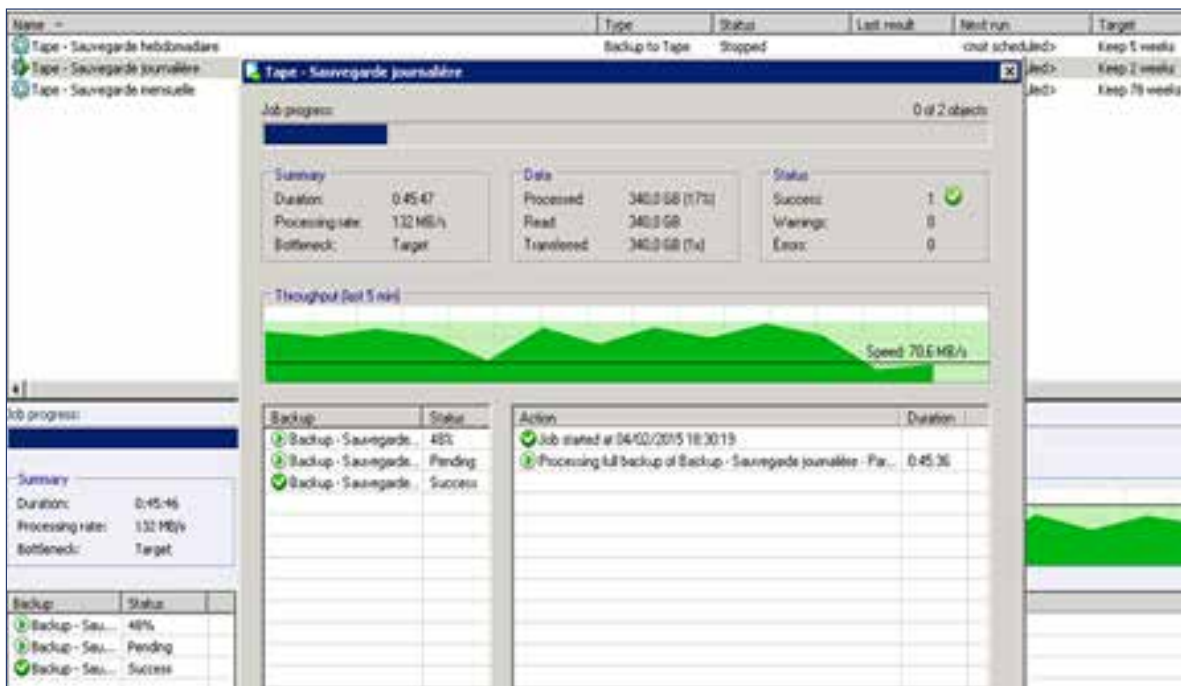 Name Type Status Last result Next run Target
Tape - Sauvegarde hebdomadaire Backup to Tape Stopped <not scheduled> Keep 5 weeks
Tape - Sauvegarde journalière Keep 2 weeks
Tape - Sauvegarde mensuelle Keep 78 weeks
Tape - Sauvegarde journalière
Job progress: 0 of 2 objects
Summary
Duration: 0:45:47
Processing rate: 132 MB/s
Bottleneck: Target
Data
Processed: 340,0 GB (17%)
Read: 340,0 GB
Transferred: 340,0 GB (1x)
Status
Success: 1
Warnings: 0
Errors: 0
Throughput (last 5 min)
Speed: 70,6 MB/s
Backup Status
Backup - Sauvegarde... 48%
Backup - Sauvegarde... Pending
Backup - Sauvegarde... Success
Action Duration
Job started at 04/02/2015 18:30:19
Processing full backup of Backup - Sauvegarde journalière - Par... 0:45:36
Job progress:
Summary
Duration: 0:45:46
Processing rate: 132 MB/s
Bottleneck: Target
Backup Status
Backup - Sau... 48%
Backup - Sau... Pending
Backup - Sau... Success